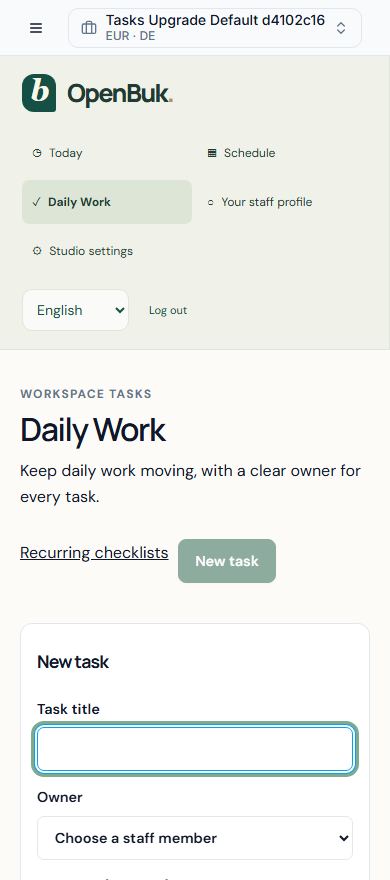 Tasks Upgrade Default d4102c16
EUR · DE
b OpenBuk.
Today
Schedule
Daily Work
Your staff profile
Studio settings
English
Log out
WORKSPACE TASKS
Daily Work
Keep daily work moving, with a clear owner for
every task.
Recurring checklists
New task
New task
Task title
Owner
Choose a staff member